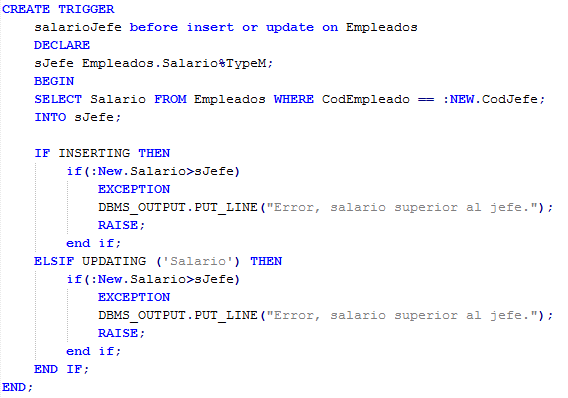 CREATE TRIGGER
salarioJefe before insert or update on Empleados
DECLARE
sJefe Empleados.Salario%TypeM;
BEGIN
SELECT Salario FROM Empleados WHERE CodEmpleado == :NEW.CodJefe;
INTO sJefe;
IF INSERTING THEN
if(:New.Salario>sJefe)
EXCEPTION
DBMS_OUTPUT.PUT_LINE("Error, salario superior al jefe.");
RAISE;
end if;
ELSIF UPDATING ('Salario') THEN
if(:New.Salario>sJefe)
EXCEPTION
DBMS_OUTPUT.PUT_LINE("Error, salario superior al jefe.");
RAISE;
end if;
END IF;
END;